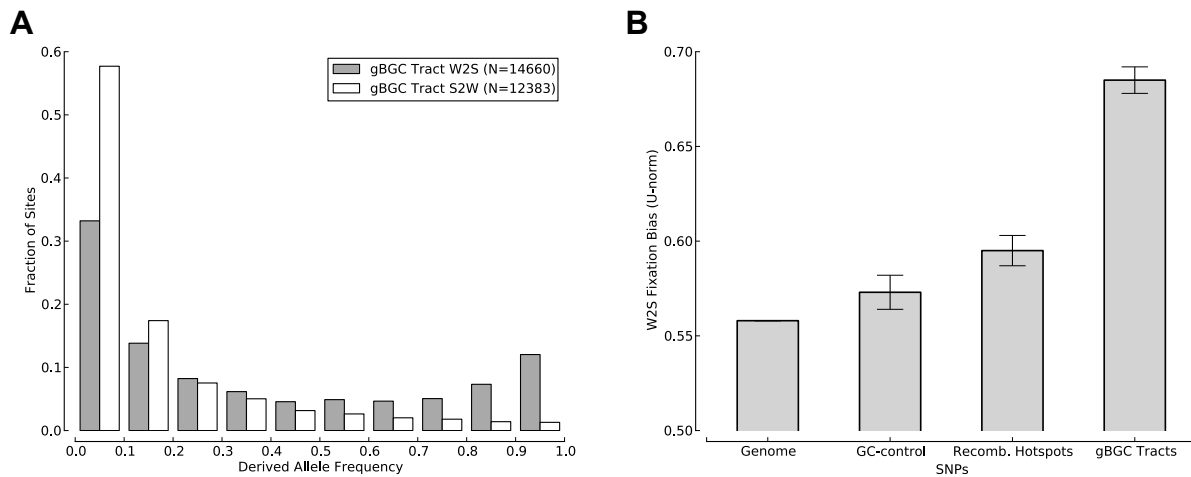 A
0.6
0.5
0.4
0.3
0.2
0.1
0.0
Fraction of Sites
gBGC Tract W2S (N=14660)
gBGC Tract S2W (N=12383)
0.0 0.1 0.2 0.3 0.4 0.5 0.6 0.7 0.8 0.9 1.0
Derived Allele Frequency
B
0.70
0.65
0.60
0.55
0.50
W2S Fixation Bias (U-norm)
Genome GC-control Recomb. Hotspots gBGC Tracts
SNPs